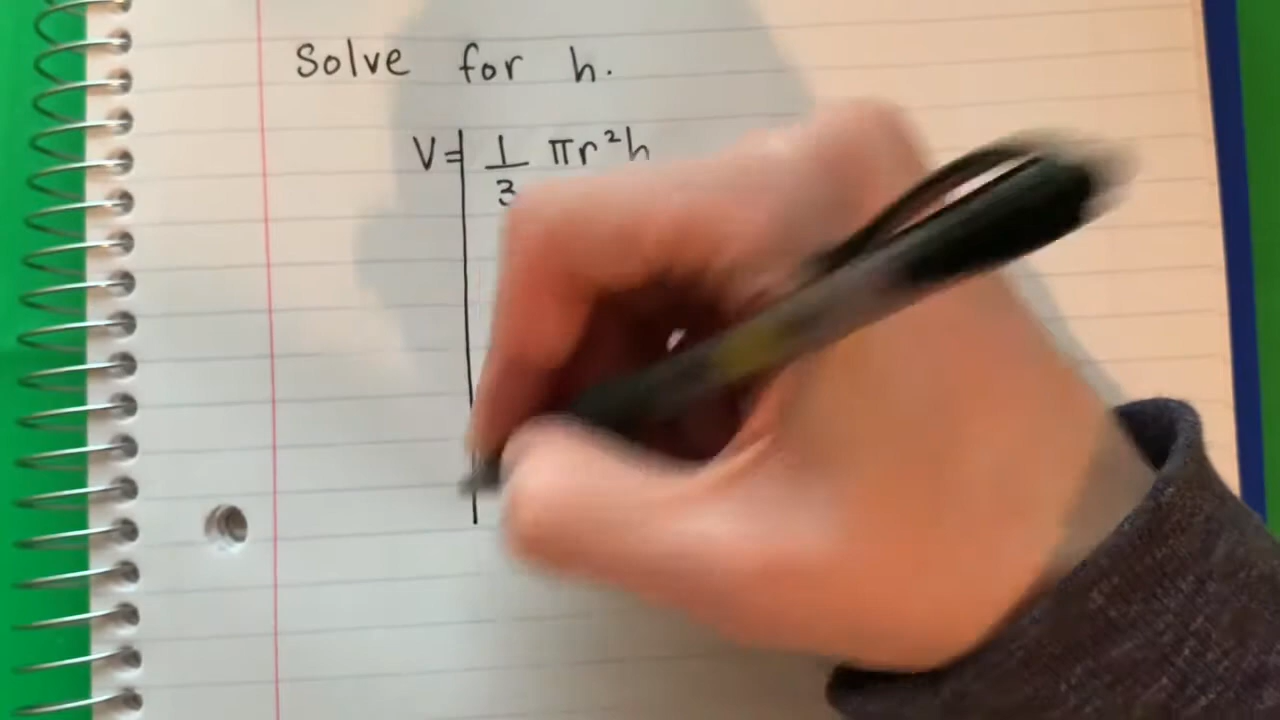 Solve for h.
V= 1/3 πr²h